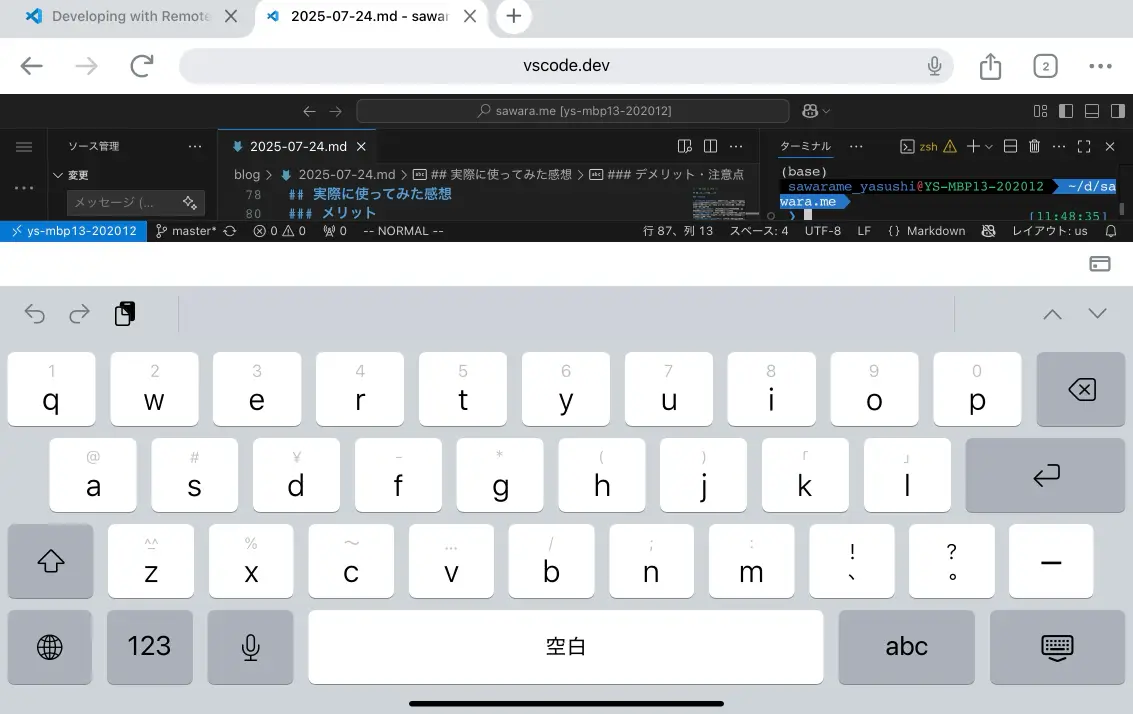 Developing with Remote
2025-07-24.md - sawar
vscode.dev
2
sawara.me [ys-mbp13-202012]
ソース管理
2025-07-24.md
ターミナル
zsh
変更
blog > 2025-07-24.md > ## 実際に使ってみた感想 > ### デメリット・注意点
メッセージ (...
78 ## 実際に使ってみた感想
80 ### メリット
(base)
sawarame_yasushi@YS-MBP13-202012 ~/d/sa
wara.me
[11:48:35]
ys-mbp13-202012 master* 0 0 0 -- NORMAL -- 行 87、列 13 スペース: 4 UTF-8 LF {} Markdown レイアウト: us
1 2 3 4 5 6 7 8 9 0
q w e r t y u i o p
@ # ¥ - * ( ) 「 」
a s d f g h j k l
^^ % 〜 … / ; : ! ?
z x c v b n m 、 。 ー
123 空白 abc